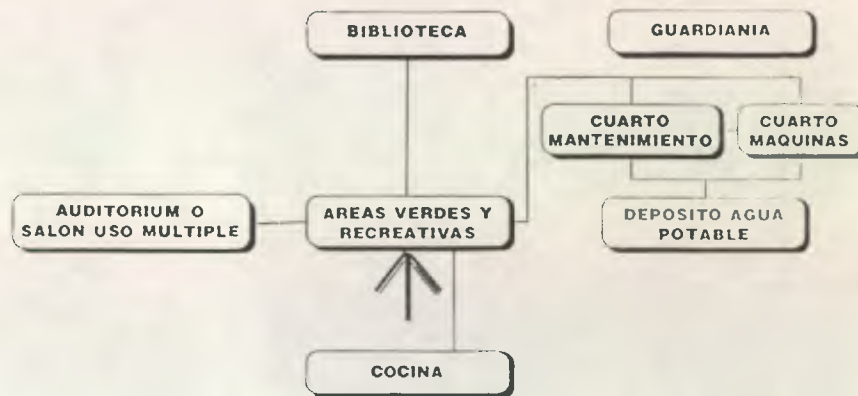 BIBLIOTECA
GUARDIANIA
CUARTO
MANTENIMIENTO
CUARTO
MAQUINAS
AUDITORIUM O
SALON USO MULTIPLE
AREAS VERDES Y
RECREATIVAS
DEPOSITO AGUA
POTABLE
COCINA